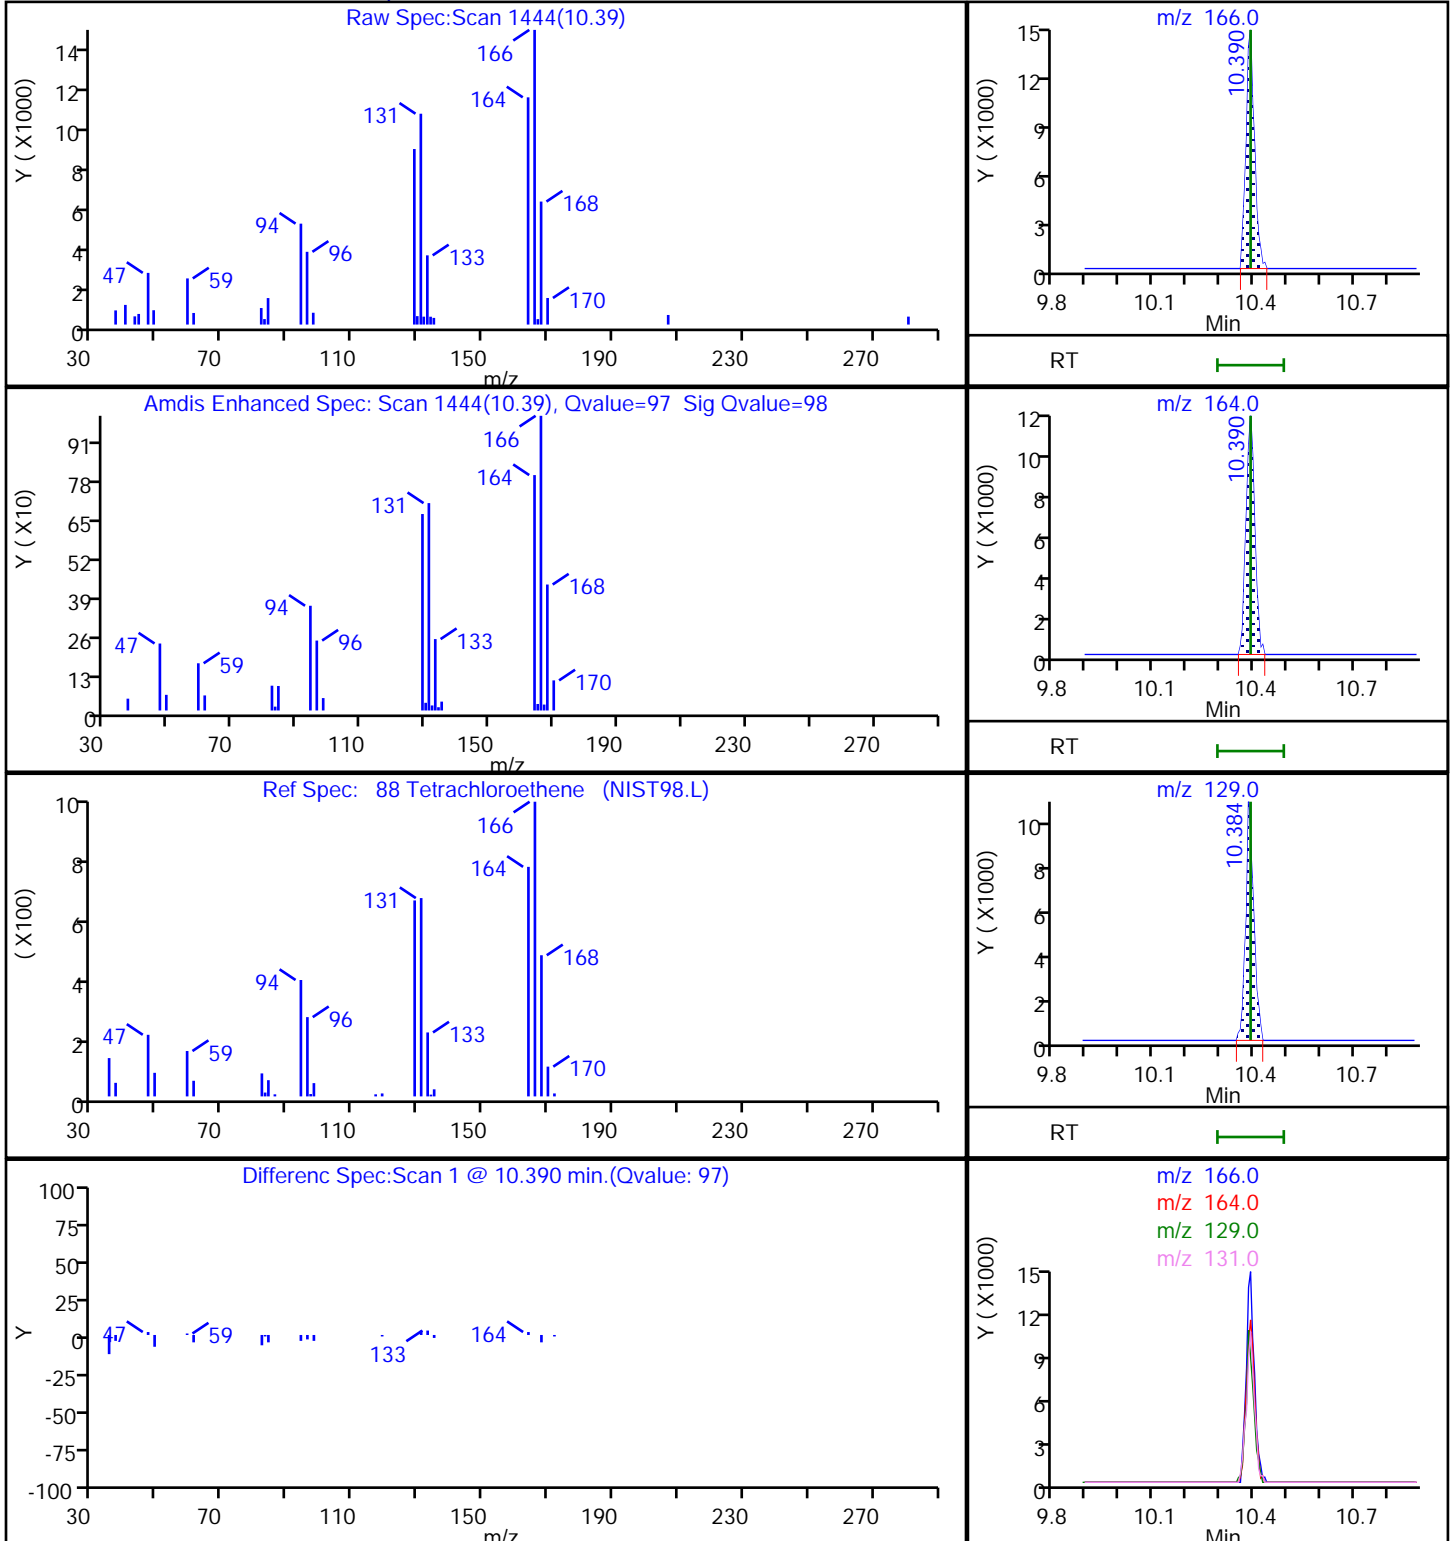 Raw Spec:Scan 1444(10.39)
Y ( X1000)
14
12
10
8
6
4
2
0
166
164
131
168
94
96
133
47
59
170
30 70 110 150 190 230 270
m/z
m/z 166.0
Y ( X1000)
15
12
9
6
3
0
10.390
9.8 10.1 10.4 10.7
Min
RT
Amdis Enhanced Spec: Scan 1444(10.39), Qvalue=97 Sig Qvalue=98
Y ( X10)
91
78
65
52
39
26
13
0
166
164
131
168
94
96
133
47
59
170
30 70 110 150 190 230 270
m/z
m/z 164.0
Y ( X1000)
12
10
8
6
4
2
0
10.390
9.8 10.1 10.4 10.7
Min
RT
Ref Spec: 88 Tetrachloroethene (NIST98.L)
( X100)
10
8
6
4
2
0
166
164
131
168
94
96
133
47
59
170
30 70 110 150 190 230 270
m/z
m/z 129.0
Y ( X1000)
10
8
6
4
2
0
10.384
9.8 10.1 10.4 10.7
Min
RT
Differenc Spec:Scan 1 @ 10.390 min.(Qvalue: 97)
Y
100
75
50
25
0
-25
-50
-75
-100
47
59
133
164
30 70 110 150 190 230 270
m/z
m/z 166.0
m/z 164.0
m/z 129.0
m/z 131.0
Y ( X1000)
15
12
9
6
3
0
9.8 10.1 10.4 10.7
Min